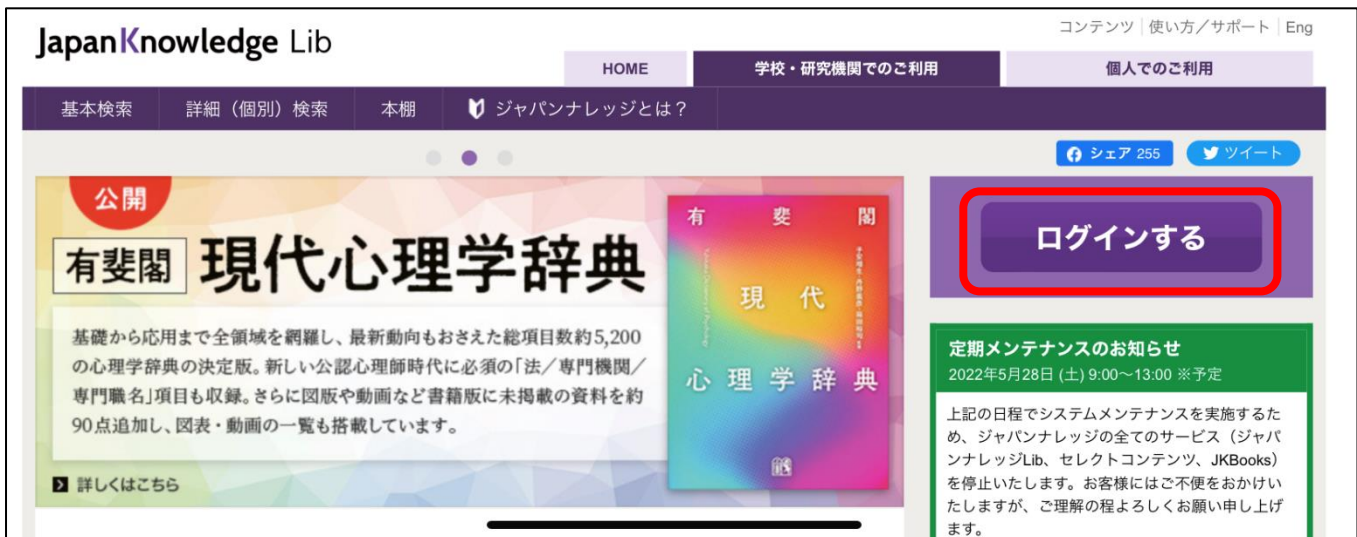 JapanKnowledge Lib
コンテンツ | 使い方／サポート | Eng
HOME
学校・研究機関でのご利用
個人でのご利用
基本検索
詳細（個別）検索
本棚
ジャパンナレッジとは？
シェア 255
ツイート
公開
有斐閣 現代心理学辞典
基礎から応用まで全領域を網羅し、最新動向もおさえた総項目数約5,200
の心理学辞典の決定版。新しい公認心理師時代に必須の「法／専門機関／
専門職名」項目も収録。さらに図版や動画など書籍版に未掲載の資料を約
90点追加し、図表・動画の一覧も搭載しています。
詳しくはこちら
有斐閣
現代
心理学辞典
ログインする
定期メンテナンスのお知らせ
2022年5月28日 (土) 9:00～13:00 ※予定
上記の日程でシステムメンテナンスを実施するた
め、ジャパンナレッジの全てのサービス（ジャパ
ンナレッジLib、セレクトコンテンツ、JKBooks）
を停止いたします。お客様にはご不便をおかけい
たしますが、ご理解の程よろしくお願い申し上げ
ます。